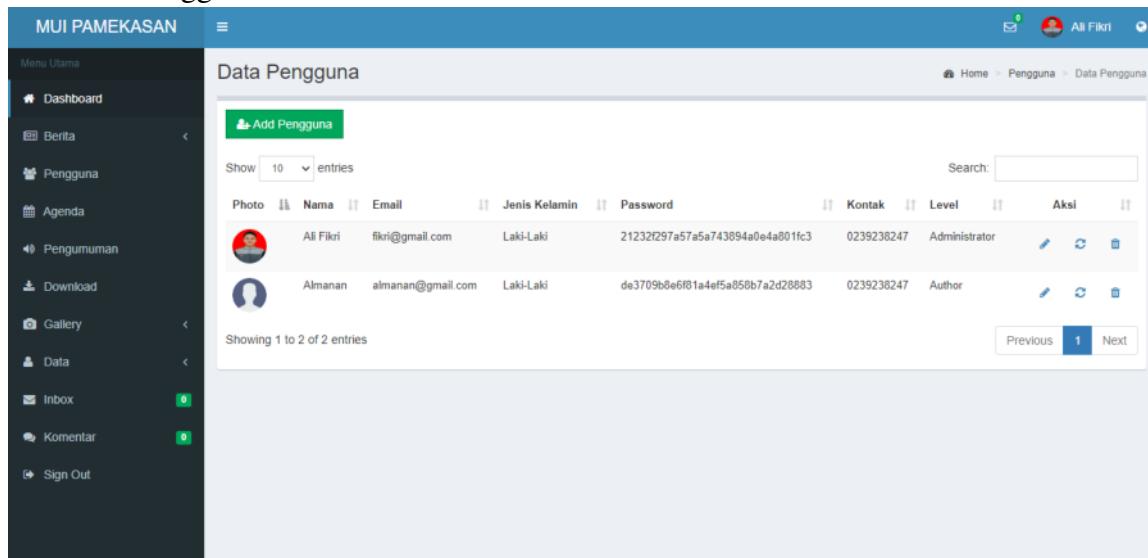 MUI PAMEKASAN
0
Ali Fikri
Menu Utama
Data Pengguna
Home > Pengguna > Data Pengguna
Dashboard
Berita
Pengguna
Agenda
Pengumuman
Download
Gallery
Data
Inbox 0
Komentar 0
Sign Out
Add Pengguna
Show 10 entries
Search:
Photo Nama Email Jenis Kelamin Password Kontak Level Aksi
Ali Fikri fikri@gmail.com Laki-Laki 21232f297a57a5a743894a0e4a801fc3 0239238247 Administrator
Almanan almanan@gmail.com Laki-Laki de3709b8e6f81a4ef5a858b7a2d28883 0239238247 Author
Showing 1 to 2 of 2 entries
Previous 1 Next